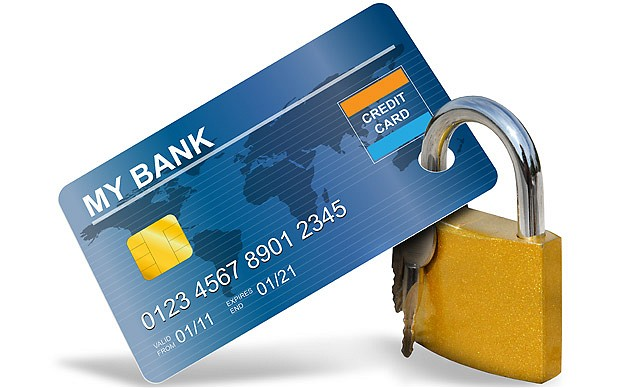 MY BANK
CREDIT
CARD
0123 4567 8901 2345
VALID
FROM 01/11
EXPIRES
END 01/21